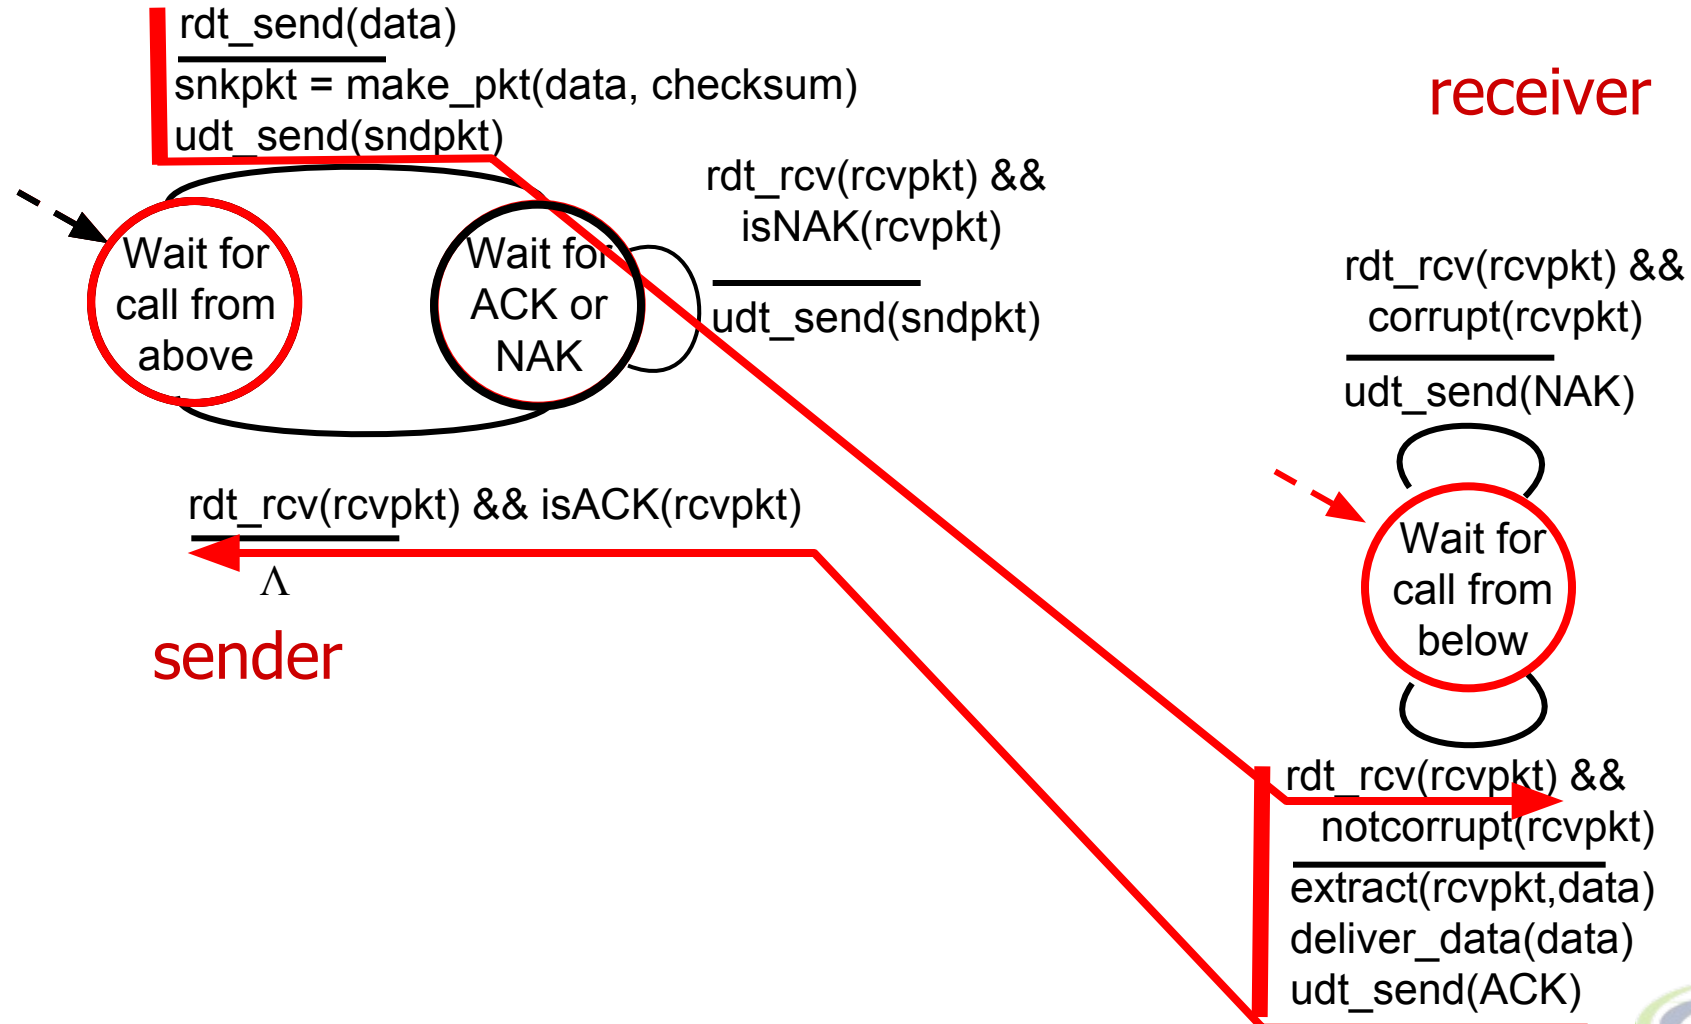 rdt_send(data)
snkpkt = make_pkt(data, checksum)
udt_send(sndpkt)
receiver
rdt_rcv(rcvpkt) &&
isNAK(rcvpkt)
udt_send(sndpkt)
Wait for
call from
above
Wait for
ACK or
NAK
rdt_rcv(rcvpkt) &&
corrupt(rcvpkt)
udt_send(NAK)
rdt_rcv(rcvpkt) && isACK(rcvpkt)
Λ
sender
Wait for
call from
below
rdt_rcv(rcvpkt) &&
notcorrupt(rcvpkt)
extract(rcvpkt,data)
deliver_data(data)
udt_send(ACK)